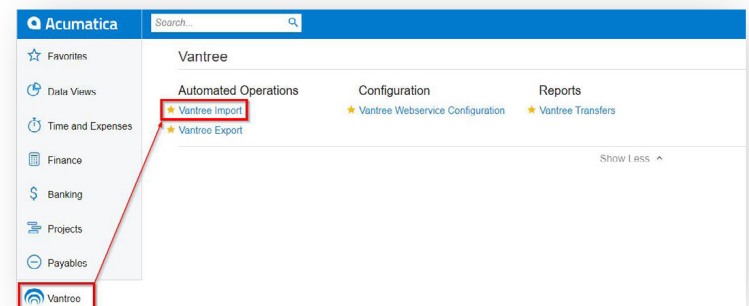 Acumatica
Search...
Favorites
Data Views
Time and Expenses
Finance
Banking
Projects
Payables
Vantree
Vantree
Automated Operations
Vantree Import
Vantree Export
Configuration
Vantree Webservice Configuration
Reports
Vantree Transfers
Show Less